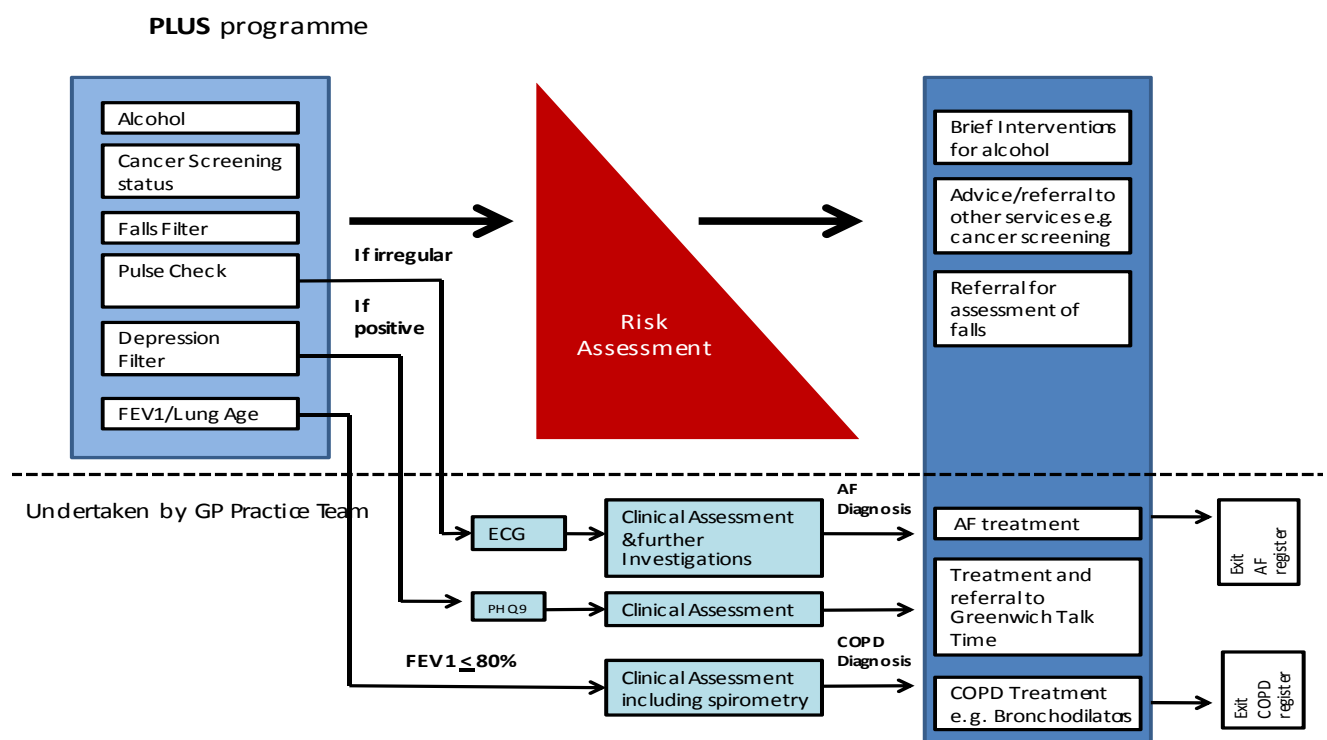 PLUS programme
Alcohol
Cancer Screening
status
Falls Filter
Pulse Check
Depression
Filter
FEV1/Lung Age
If irregular
If
positive
Risk
Assessment
Brief Interventions
for alcohol
Advice/referral to
other services e.g.
cancer screening
Referral for
assessment of
falls
Undertaken by GP Practice Team
ECG
Clinical Assessment
&further
Investigations
AF
Diagnosis
AF treatment
Exit
AF
register
PHQ9
Clinical Assessment
Treatment and
referral to
Greenwich Talk
Time
FEV1 ≤ 80%
Clinical Assessment
including spirometry
COPD
Diagnosis
COPD Treatment
e.g. Bronchodilators
Exit
COPD
register